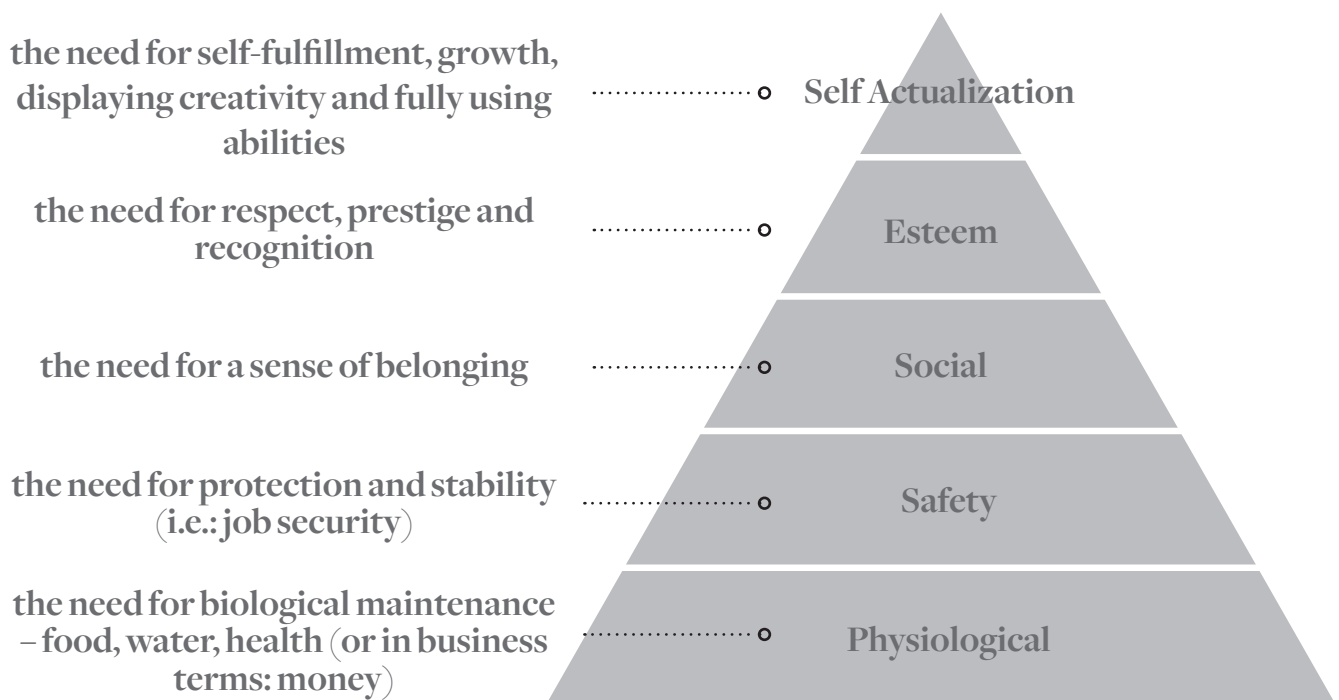 the need for self-fulfillment, growth,
displaying creativity and fully using
abilities
Self Actualization
the need for respect, prestige and
recognition
Esteem
the need for a sense of belonging
Social
the need for protection and stability
(i.e.: job security)
Safety
the need for biological maintenance
– food, water, health (or in business
terms: money)
Physiological